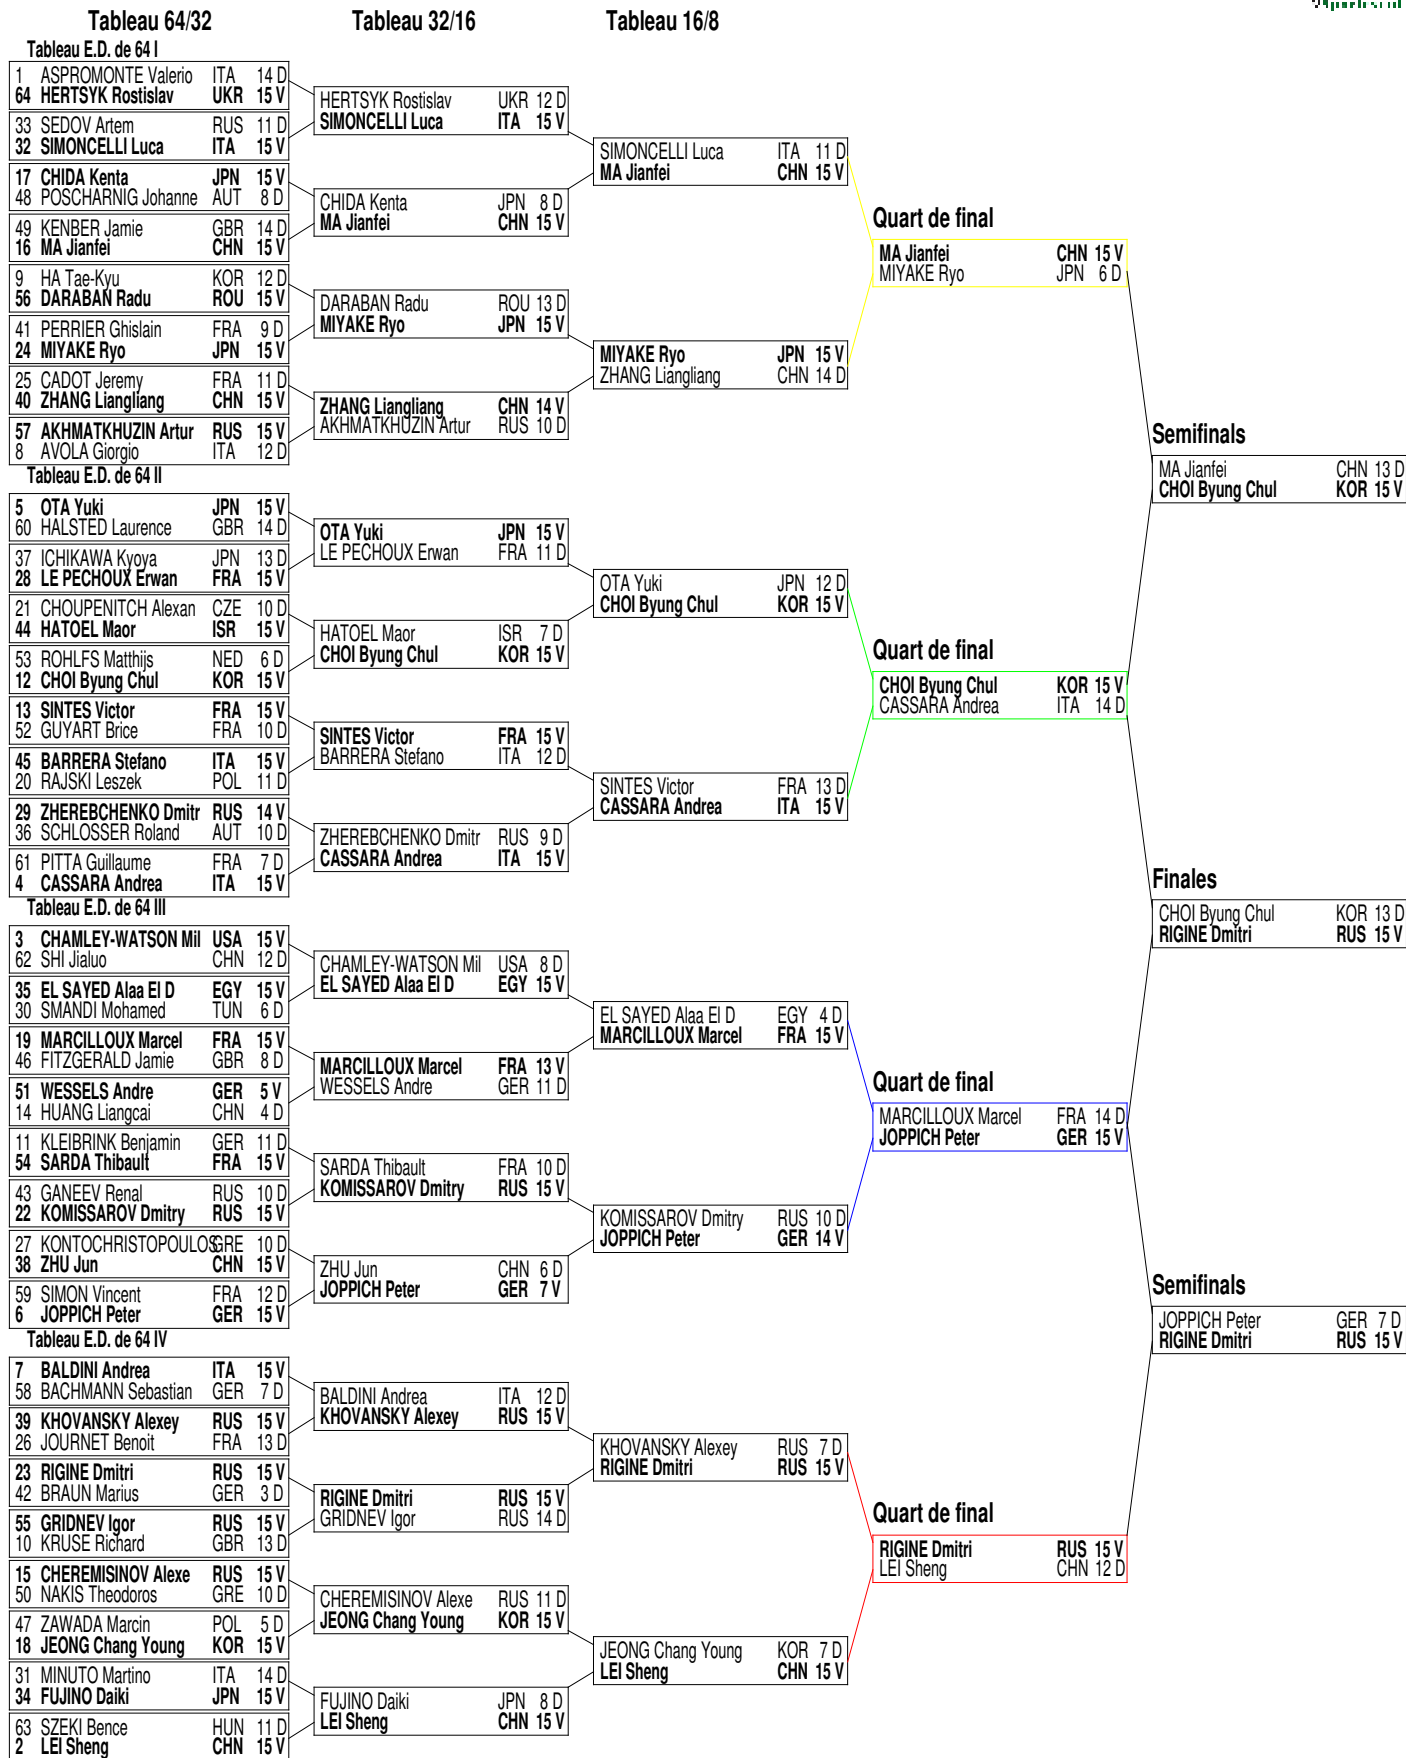 Tableau 64/32
Tableau 32/16
Tableau 16/8
Tableau E.D. de 64 I
1 ASPROMONTE Valerio ITA 14 D
64 HERTSYK Rostislav UKR 15 V
33 SEDOV Artem RUS 11 D
32 SIMONCELLI Luca ITA 15 V
17 CHIDA Kenta JPN 15 V
48 POSCHARNIG Johanne AUT 8 D
49 KENBER Jamie GBR 14 D
16 MA Jianfei CHN 15 V
9 HA Tae-Kyu KOR 12 D
56 DARABAN Radu ROU 15 V
41 PERRIER Ghislain FRA 9 D
24 MIYAKE Ryo JPN 15 V
25 CADOT Jeremy FRA 11 D
40 ZHANG Liangliang CHN 15 V
57 AKHMATKHUZIN Artur RUS 15 V
8 AVOLA Giorgio ITA 12 D
Tableau E.D. de 64 II
5 OTA Yuki JPN 15 V
60 HALSTED Laurence GBR 14 D
37 ICHIKAWA Kyoya JPN 13 D
28 LE PECHOUX Erwan FRA 15 V
21 CHOUPENITCH Alexan CZE 10 D
44 HATOEL Maor ISR 15 V
53 ROHLFS Matthijs NED 6 D
12 CHOI Byung Chul KOR 15 V
13 SINTES Victor FRA 15 V
52 GUYART Brice FRA 10 D
45 BARRERA Stefano ITA 15 V
20 RAJSKI Leszek POL 11 D
29 ZHEREBCHENKO Dmitr RUS 14 V
36 SCHLOSSER Roland AUT 10 D
61 PITTA Guillaume FRA 7 D
4 CASSARA Andrea ITA 15 V
Tableau E.D. de 64 III
3 CHAMLEY-WATSON Mil USA 15 V
62 SHI Jialuo CHN 12 D
35 EL SAYED Alaa El D EGY 15 V
30 SMANDI Mohamed TUN 6 D
19 MARCILLOUX Marcel FRA 15 V
46 FITZGERALD Jamie GBR 8 D
51 WESSELS Andre GER 5 V
14 HUANG Liangcai CHN 4 D
11 KLEIBRINK Benjamin GER 11 D
54 SARDA Thibault FRA 15 V
43 GANEEV Renal RUS 10 D
22 KOMISSAROV Dmitry RUS 15 V
27 KONTOCHRISTOPOULOS GRE 10 D
38 ZHU Jun CHN 15 V
59 SIMON Vincent FRA 12 D
6 JOPPICH Peter GER 15 V
Tableau E.D. de 64 IV
7 BALDINI Andrea ITA 15 V
58 BACHMANN Sebastian GER 7 D
39 KHOVANSKY Alexey RUS 15 V
26 JOURNET Benoit FRA 13 D
23 RIGINE Dmitri RUS 15 V
42 BRAUN Marius GER 3 D
55 GRIDNEV Igor RUS 15 V
10 KRUSE Richard GBR 13 D
15 CHEREMISINOV Alexe RUS 15 V
50 NAKIS Theodoros GRE 10 D
47 ZAWADA Marcin POL 5 D
18 JEONG Chang Young KOR 15 V
31 MINUTO Martino ITA 14 D
34 FUJINO Daiki JPN 15 V
63 SZEKI Bence HUN 11 D
2 LEI Sheng CHN 15 V
HERTSYK Rostislav UKR 12 D
SIMONCELLI Luca ITA 15 V
CHIDA Kenta JPN 8 D
MA Jianfei CHN 15 V
DARABAN Radu ROU 13 D
MIYAKE Ryo JPN 15 V
ZHANG Liangliang CHN 14 V
AKHMATKHUZIN Artur RUS 10 D
OTA Yuki JPN 15 V
LE PECHOUX Erwan FRA 11 D
HATOEL Maor ISR 7 D
CHOI Byung Chul KOR 15 V
SINTES Victor FRA 15 V
BARRERA Stefano ITA 12 D
ZHEREBCHENKO Dmitr RUS 9 D
CASSARA Andrea ITA 15 V
CHAMLEY-WATSON Mil USA 8 D
EL SAYED Alaa El D EGY 15 V
MARCILLOUX Marcel FRA 13 V
WESSELS Andre GER 11 D
SARDA Thibault FRA 10 D
KOMISSAROV Dmitry RUS 15 V
ZHU Jun CHN 6 D
JOPPICH Peter GER 7 V
BALDINI Andrea ITA 12 D
KHOVANSKY Alexey RUS 15 V
RIGINE Dmitri RUS 15 V
GRIDNEV Igor RUS 14 D
CHEREMISINOV Alexe RUS 11 D
JEONG Chang Young KOR 15 V
FUJINO Daiki JPN 8 D
LEI Sheng CHN 15 V
SIMONCELLI Luca ITA 11 D
MA Jianfei CHN 15 V
MIYAKE Ryo JPN 15 V
ZHANG Liangliang CHN 14 D
OTA Yuki JPN 12 D
CHOI Byung Chul KOR 15 V
SINTES Victor FRA 13 D
CASSARA Andrea ITA 15 V
EL SAYED Alaa El D EGY 4 D
MARCILLOUX Marcel FRA 15 V
KOMISSAROV Dmitry RUS 10 D
JOPPICH Peter GER 14 V
KHOVANSKY Alexey RUS 7 D
RIGINE Dmitri RUS 15 V
JEONG Chang Young KOR 7 D
LEI Sheng CHN 15 V
Quart de final
MA Jianfei CHN 15 V
MIYAKE Ryo JPN 6 D
Quart de final
CHOI Byung Chul KOR 15 V
CASSARA Andrea ITA 14 D
Quart de final
MARCILLOUX Marcel FRA 14 D
JOPPICH Peter GER 15 V
Quart de final
RIGINE Dmitri RUS 15 V
LEI Sheng CHN 12 D
Semifinals
MA Jianfei CHN 13 D
CHOI Byung Chul KOR 15 V
Finales
CHOI Byung Chul KOR 13 D
RIGINE Dmitri RUS 15 V
Semifinals
JOPPICH Peter GER 7 D
RIGINE Dmitri RUS 15 V